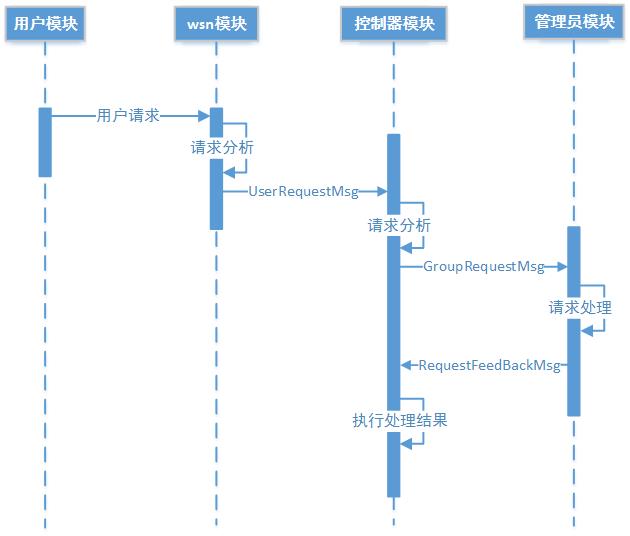 用户模块
wsn模块
控制器模块
管理员模块
用户请求
请求分析
UserRequestMsg
请求分析
GroupRequestMsg
请求处理
RequestFeedBackMsg
执行处理结果